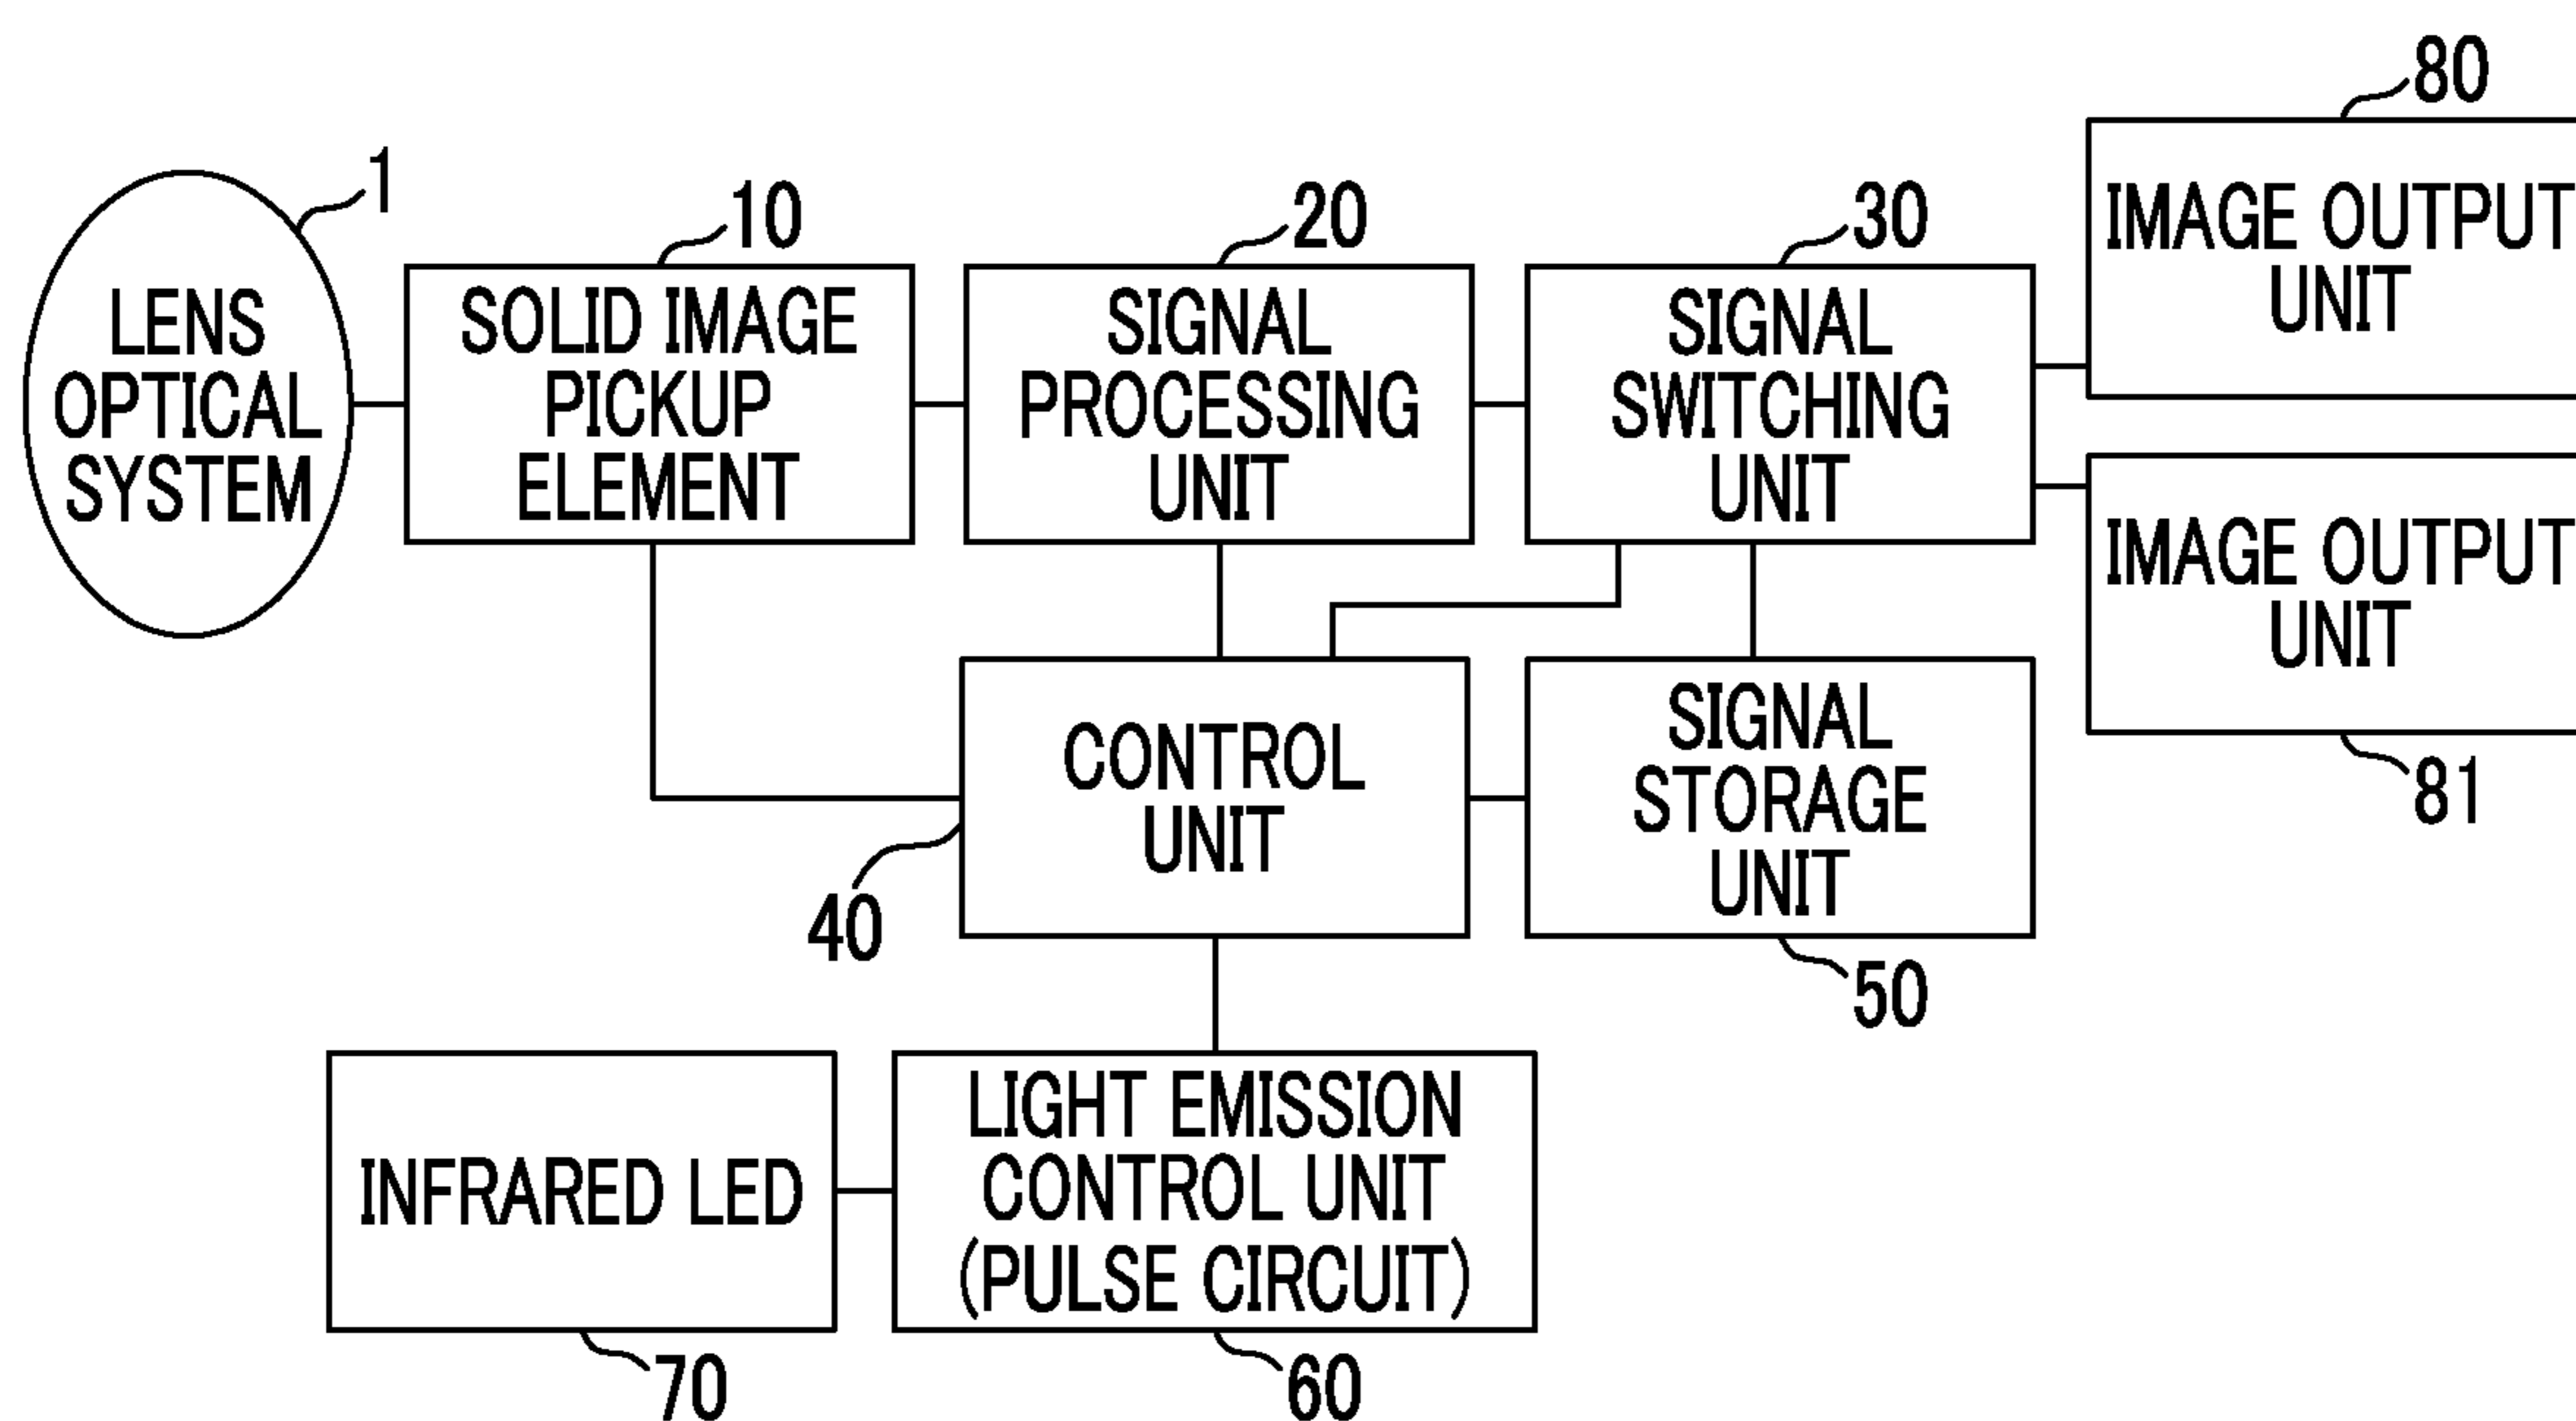 1
LENS
OPTICAL
SYSTEM
10
SOLID IMAGE
PICKUP
ELEMENT
20
SIGNAL
PROCESSING
UNIT
30
SIGNAL
SWITCHING
UNIT
80
IMAGE OUTPUT
UNIT
IMAGE OUTPUT
UNIT
81
CONTROL
UNIT
40
SIGNAL
STORAGE
UNIT
50
INFRARED LED
70
LIGHT EMISSION
CONTROL UNIT
(PULSE CIRCUIT)
60